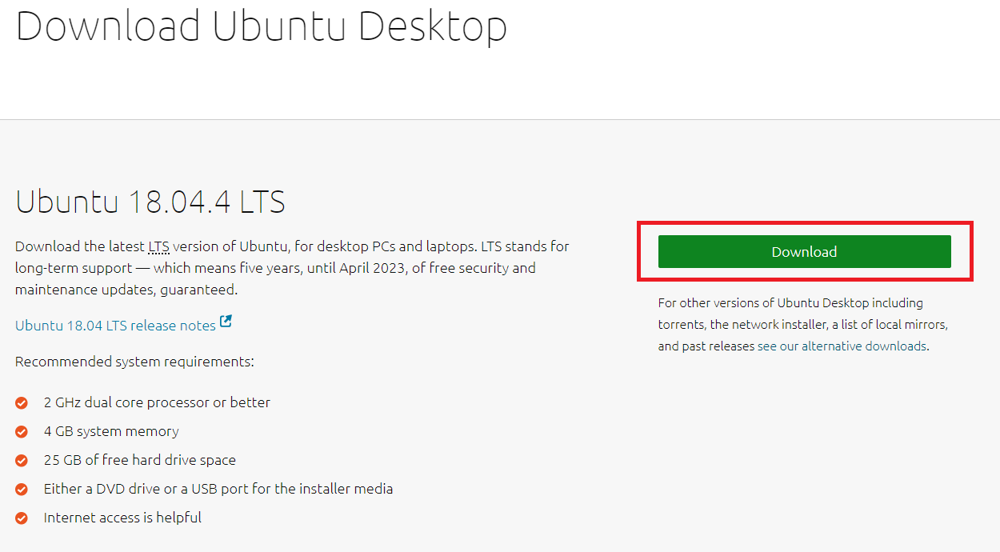 Download Ubuntu Desktop
Ubuntu 18.04.4 LTS
Download the latest LTS version of Ubuntu, for desktop PCs and laptops. LTS stands for
long-term support — which means five years, until April 2023, of free security and
maintenance updates, guaranteed.
Ubuntu 18.04 LTS release notes
Recommended system requirements:
2 GHz dual core processor or better
4 GB system memory
25 GB of free hard drive space
Either a DVD drive or a USB port for the installer media
Internet access is helpful
Download
For other versions of Ubuntu Desktop including
torrents, the network installer, a list of local mirrors,
and past releases see our alternative downloads.